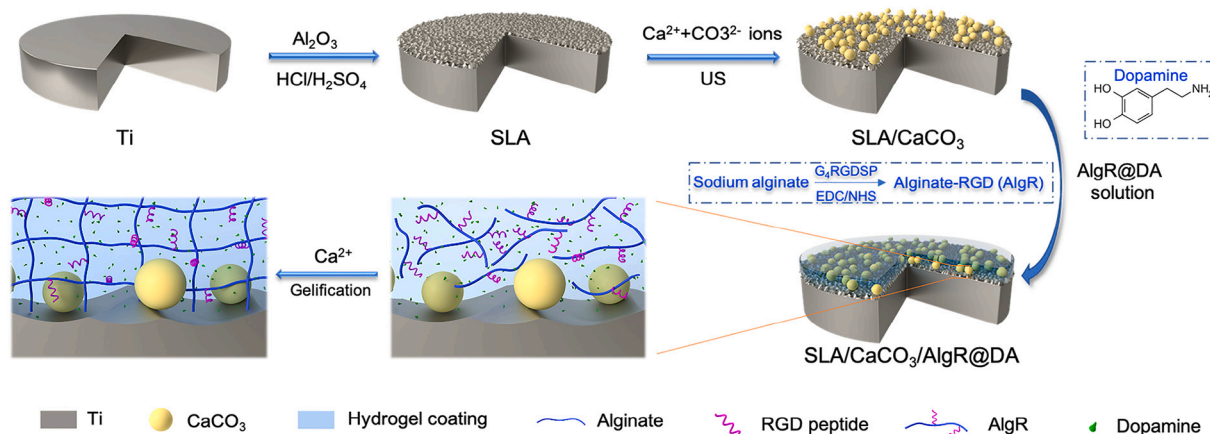 Al₂O₃
HCl/H₂SO₄
Ca²⁺+CO3²⁻ ions
US
Ti
SLA
SLA/CaCO₃
Dopamine
HO
HO
NH₂
AlgR@DA
solution
Sodium alginate G₄RGDSP Alginate-RGD (AlgR)
EDC/NHS
Ca²⁺
Gelification
SLA/CaCO₃/AlgR@DA
Ti CaCO₃ Hydrogel coating Alginate RGD peptide AlgR Dopamine